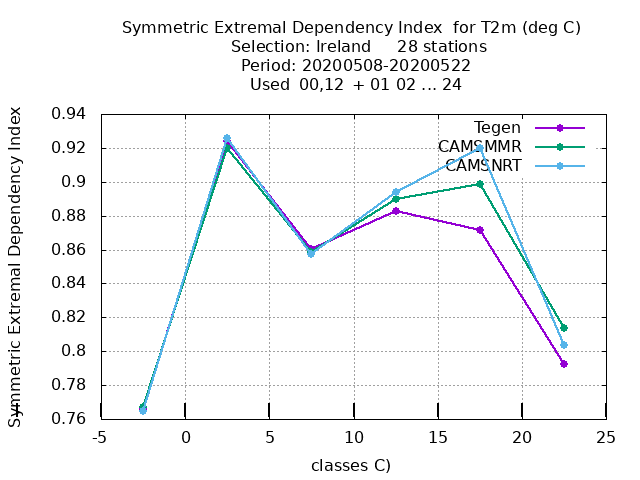 Symmetric Extremal Dependency Index  for T2m (deg C)
Selection: Ireland     28 stations
Period: 20200508-20200522
Used  00,12  + 01 02 ... 24
Symmetric Extremal Dependency Index
0.94
0.92
0.9
0.88
0.86
0.84
0.82
0.8
0.78
0.76
Tegen
CAMSMMR
CAMSNRT
-5 0 5 10 15 20 25
classes C)